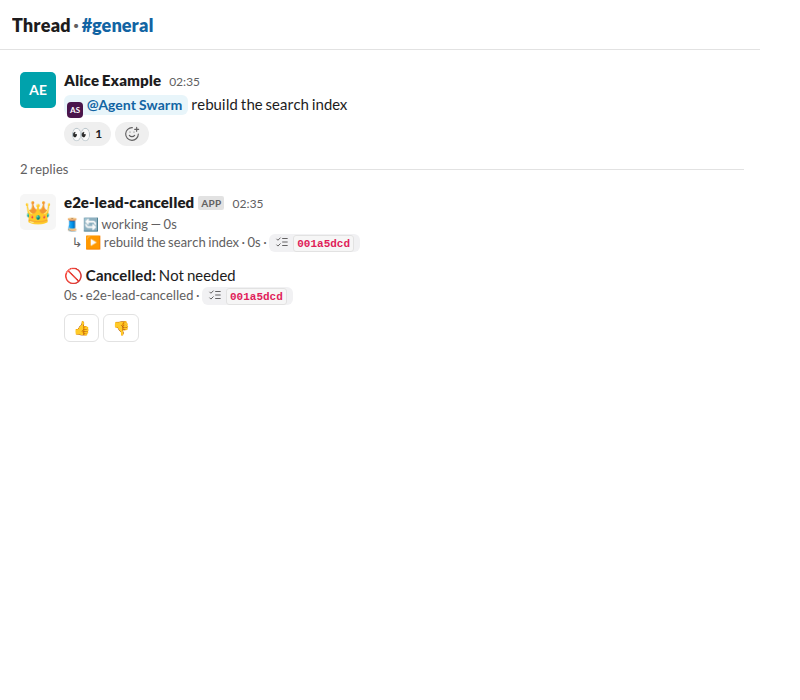 Thread • #general
AE
Alice Example 02:35
AS @Agent Swarm rebuild the search index
👀 1
2 replies
e2e-lead-cancelled APP 02:35
🧵 🔄 working — 0s
↳ ▶️ rebuild the search index · 0s · 001a5dcd
🚫 Cancelled: Not needed
0s · e2e-lead-cancelled · 001a5dcd
👍 👎